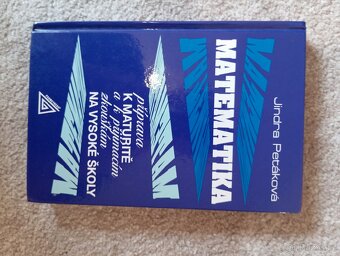 Jindra Petáková
MATEMATIKA
příprava
K MATURITĚ
a k přijímacím
zkouškám
NA VYSOKÉ ŠKOLY